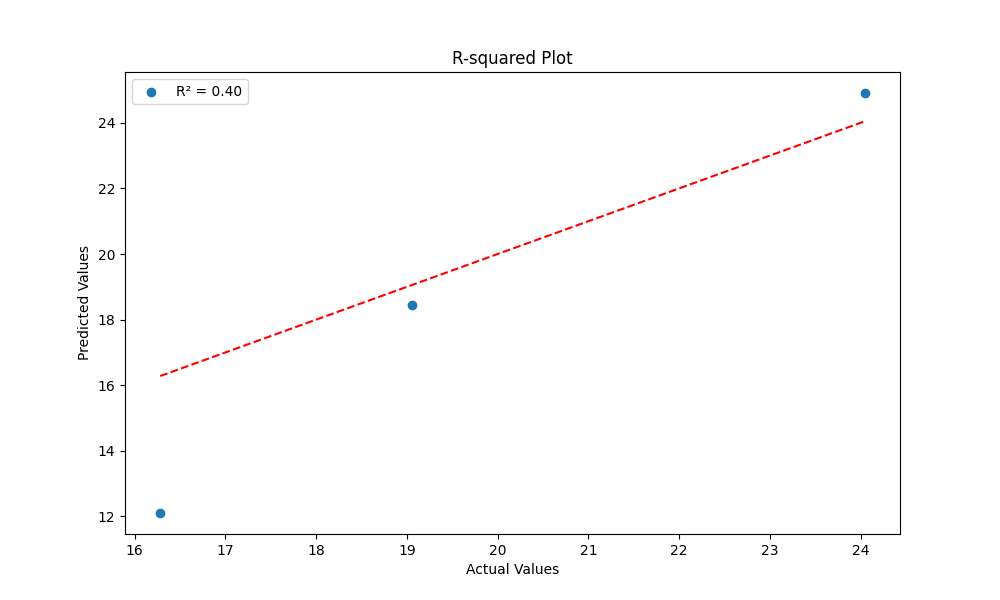 R-squared Plot
R² = 0.40
24
22
20
18
16
14
12
Predicted Values
16 17 18 19 20 21 22 23 24
Actual Values